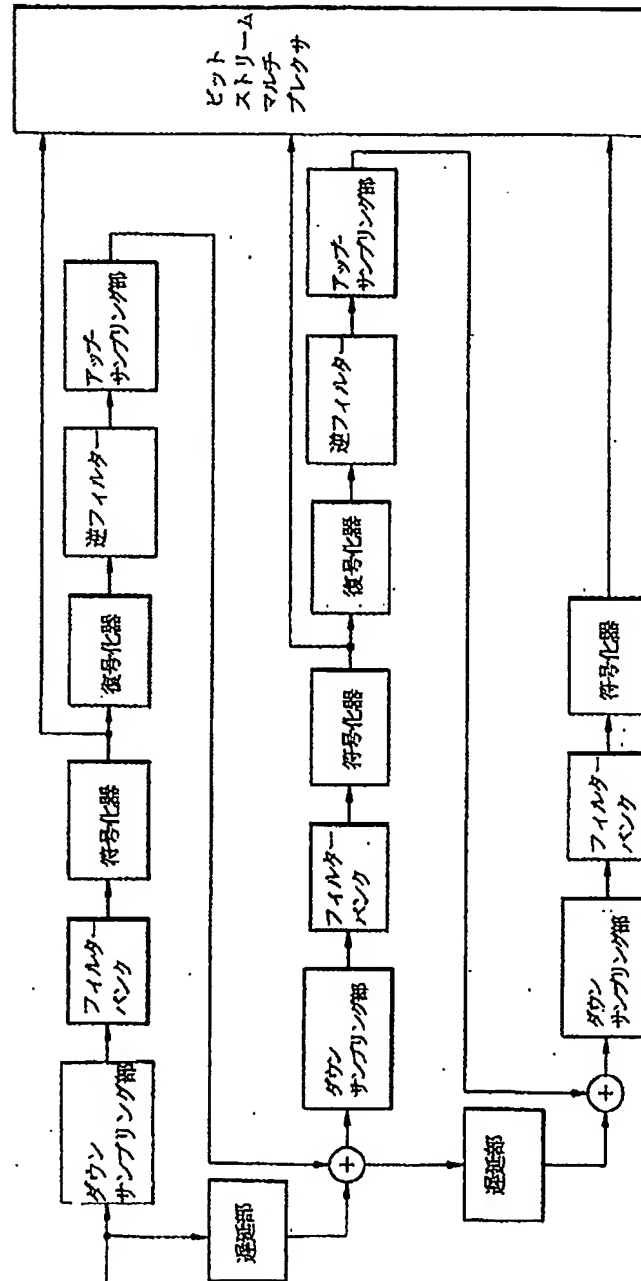 ダウン
サンプリング部
フィルター
バンク
符号化器
復号化器
逆フィルター
アップ
サンプリング部
ビット
ストリーム
マルチ
プレクサ
遅延部
ダウン
サンプリング部
フィルター
バンク
符号化器
復号化器
逆フィルター
アップ
サンプリング部
遅延部
ダウン
サンプリング部
フィルター
バンク
符号化器